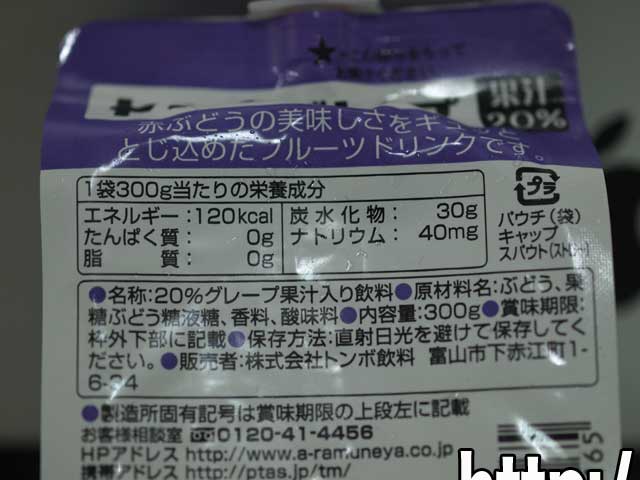 果汁
20%
赤ぶどうの美味しさをギュッと
とじ込めたフルーツドリンクです。
1袋300g当たりの栄養成分
エネルギー:120kcal 炭水化物: 30g
たんぱく質: 0g ナトリウム: 40mg
脂質: 0g
プラ
パウチ(袋)
キャップ
スパウト(ストロー)
●名称:20%グレープ果汁入り飲料●原材料名:ぶどう、果
糖ぶどう糖液糖、香料、酸味料●内容量:300g●賞味期限:
枠外下部に記載●保存方法:直射日光を避けて保存してく
ださい。●販売者:株式会社トンボ飲料 富山市下赤江町1-
6-34
●製造所固有記号は賞味期限の上段左に記載
お客様相談室 0120-41-4456
HPアドレス http://www.a-ramuneya.co.jp
携帯アドレス http://ptas.jp/tm/
65
http:/